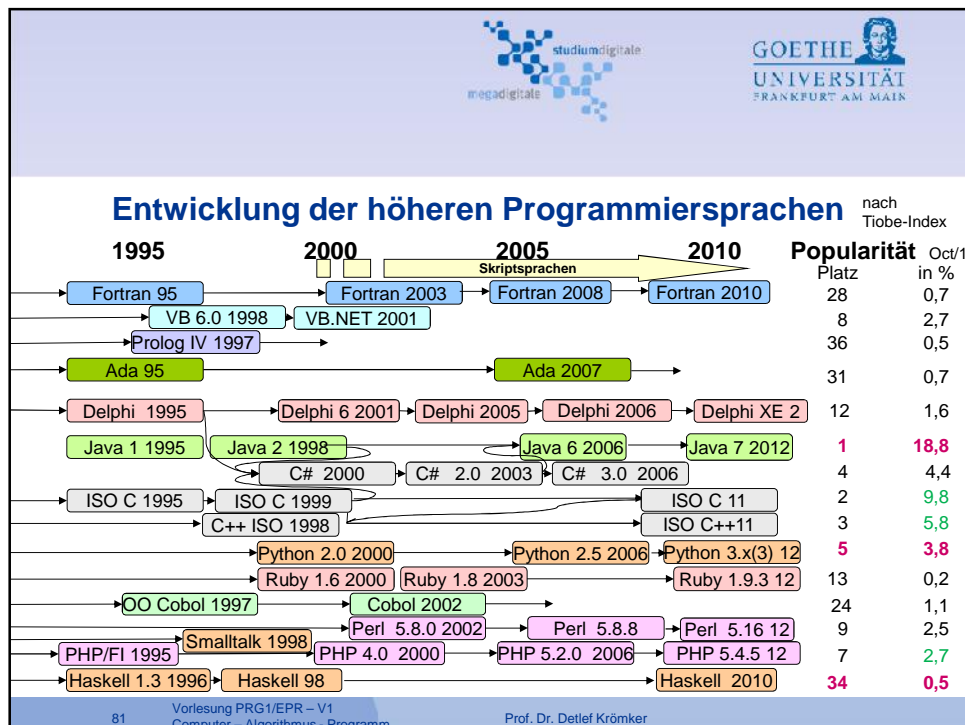 studiumdigitale
megadigitale
GOETHE
UNIVERSITÄT
FRANKFURT AM MAIN
Entwicklung der höheren Programmiersprachen nach
Tiobe-Index
1995 2000 2005 2010 Popularität Oct/1
Skriptsprachen Platz in %
Fortran 95 Fortran 2003 Fortran 2008 Fortran 2010 28 0,7
VB 6.0 1998 VB.NET 2001 8 2,7
Prolog IV 1997 36 0,5
Ada 95 Ada 2007 31 0,7
Delphi 1995 Delphi 6 2001 Delphi 2005 Delphi 2006 Delphi XE 2 12 1,6
Java 1 1995 Java 2 1998 Java 6 2006 Java 7 2012 1 18,8
C# 2000 C# 2.0 2003 C# 3.0 2006 4 4,4
ISO C 1995 ISO C 1999 ISO C 11 2 9,8
C++ ISO 1998 ISO C++11 3 5,8
Python 2.0 2000 Python 2.5 2006 Python 3.x(3) 12 5 3,8
Ruby 1.6 2000 Ruby 1.8 2003 Ruby 1.9.3 12 13 0,2
OO Cobol 1997 Cobol 2002 24 1,1
Perl 5.8.0 2002 Perl 5.8.8 Perl 5.16 12 9 2,5
Smalltalk 1998
PHP/FI 1995 PHP 4.0 2000 PHP 5.2.0 2006 PHP 5.4.5 12 7 2,7
Haskell 1.3 1996 Haskell 98 Haskell 2010 34 0,5
Vorlesung PRG1/EPR – V1
81 Computer – Algorithmus - Programm Prof. Dr. Detlef Krömker